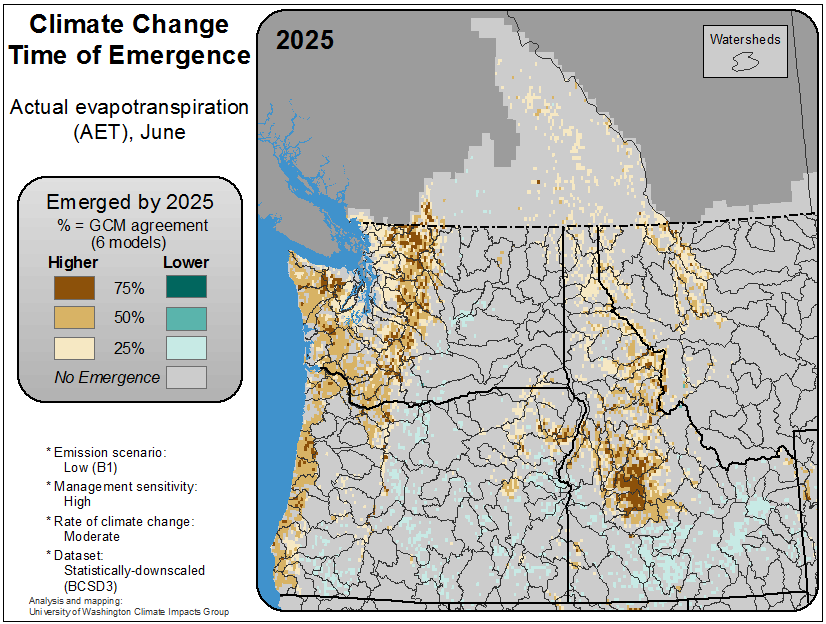 Climate Change
Time of Emergence
Actual evapotranspiration
(AET), June
Emerged by 2025
% = GCM agreement
(6 models)
Higher Lower
75%
50%
25%
No Emergence
* Emission scenario:
Low (B1)
* Management sensitivity:
High
* Rate of climate change:
Moderate
* Dataset:
Statistically-downscaled
(BCSD3)
Analysis and mapping:
University of Washington Climate Impacts Group
2025
Watersheds